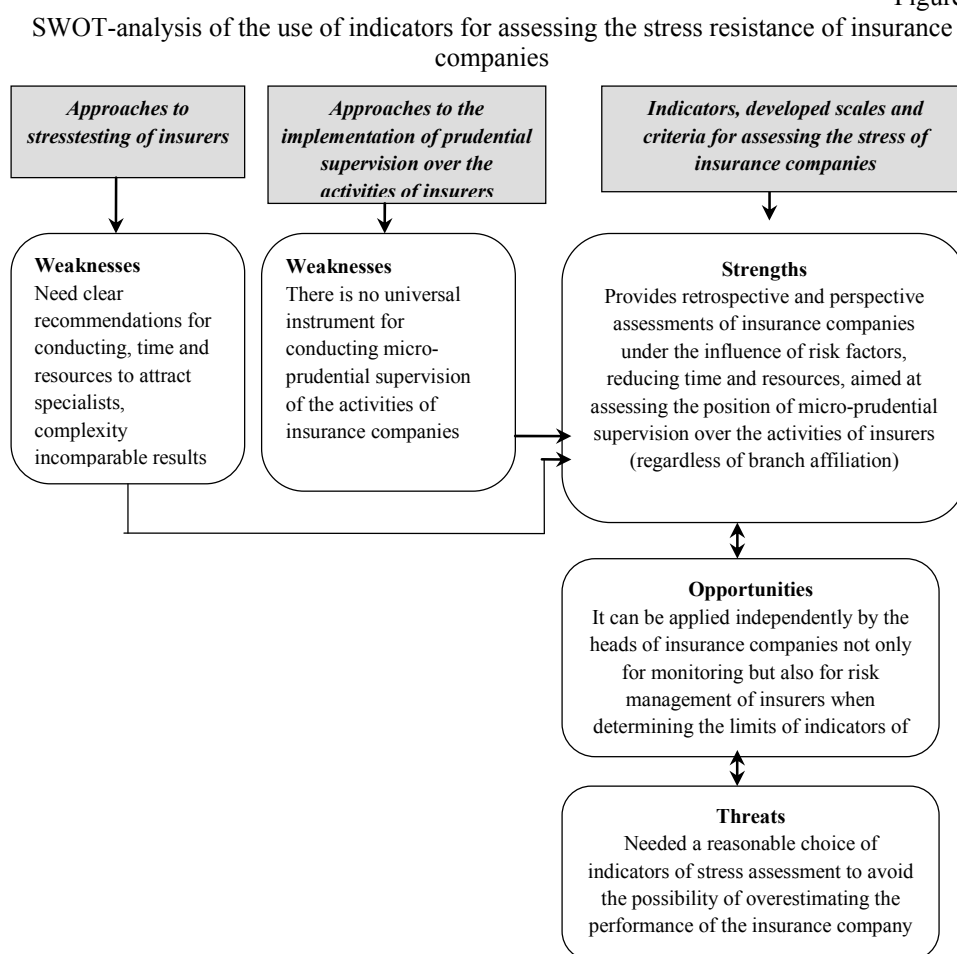 Figure
SWOT-analysis of the use of indicators for assessing the stress resistance of insurance
companies
Approaches to
stresstesting of insurers
Approaches to the
implementation of prudential
supervision over the
activities of insurers
Indicators, developed scales and
criteria for assessing the stress of
insurance companies
Weaknesses
Need clear
recommendations for
conducting, time and
resources to attract
specialists,
complexity
incomparable results
Weaknesses
There is no universal
instrument for
conducting micro-
prudential supervision
of the activities of
insurance companies
Strengths
Provides retrospective and perspective
assessments of insurance companies
under the influence of risk factors,
reducing time and resources, aimed at
assessing the position of micro-prudential
supervision over the activities of insurers
(regardless of branch affiliation)
Opportunities
It can be applied independently by the
heads of insurance companies not only
for monitoring but also for risk
management of insurers when
determining the limits of indicators of
Threats
Needed a reasonable choice of
indicators of stress assessment to avoid
the possibility of overestimating the
performance of the insurance company